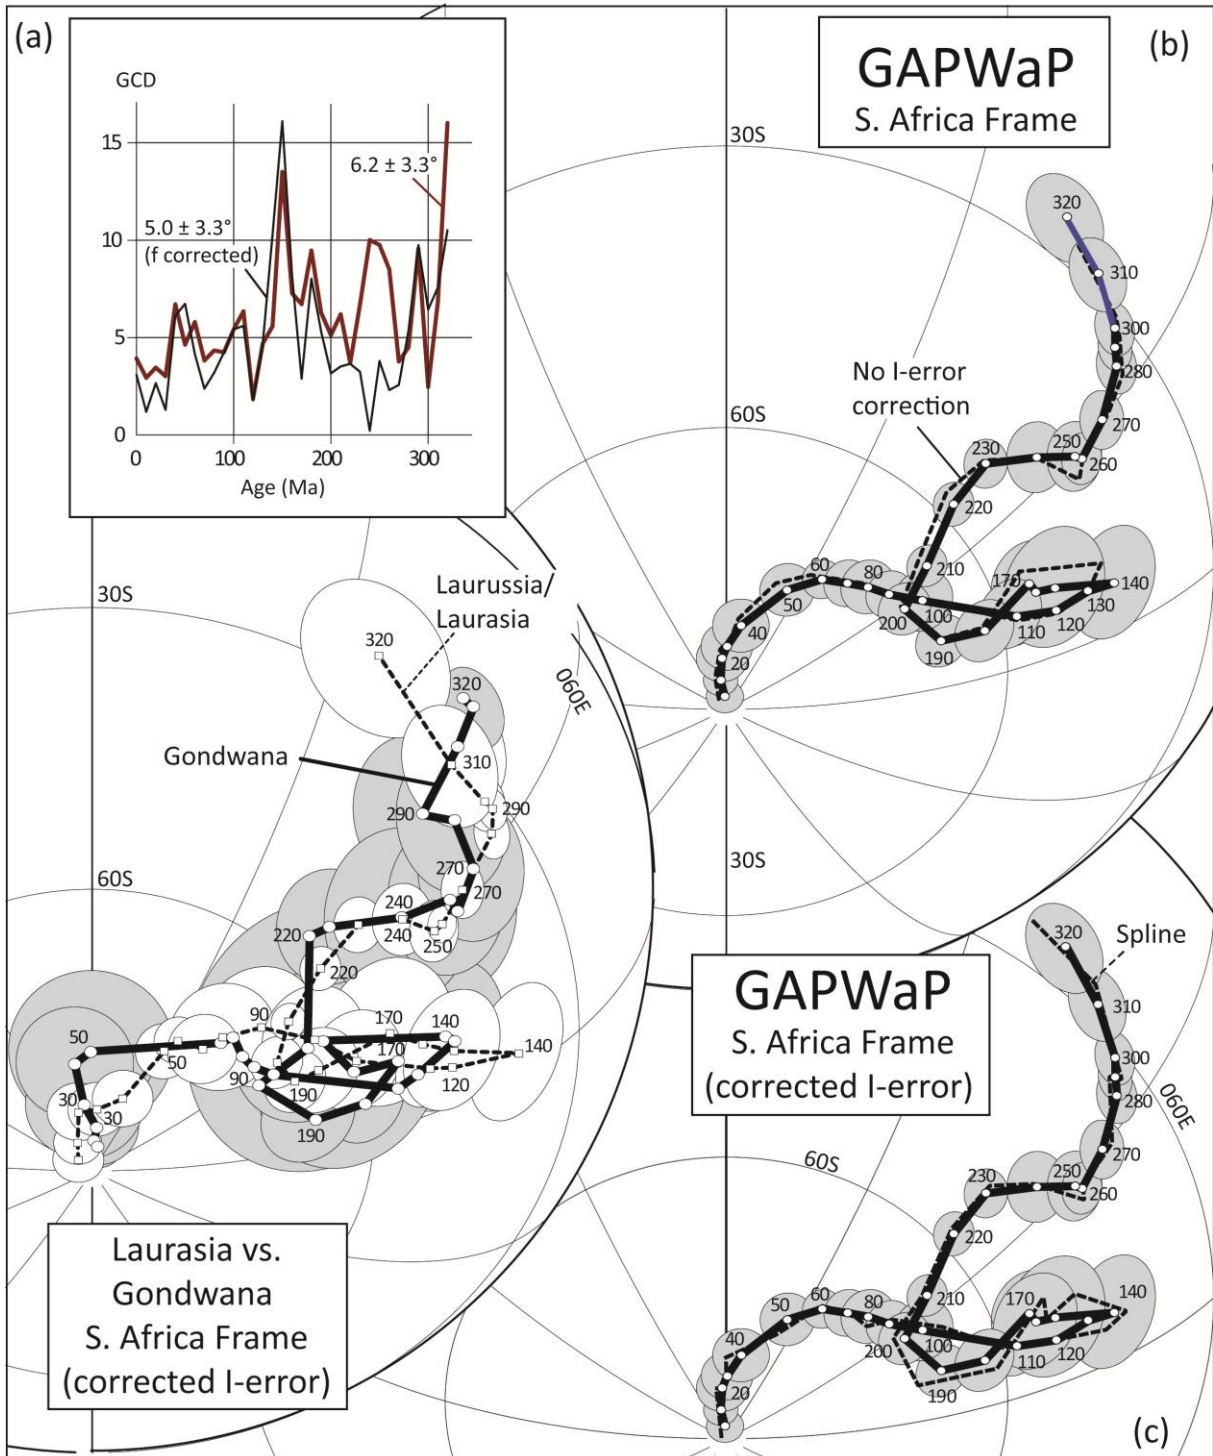 (a)
GCD
15
10
5
0
6.2 ± 3.3°
5.0 ± 3.3°
(f corrected)
0
100
200
300
Age (Ma)
30S
Laurussia/
Laurasia
320
320
060E
Gondwana
310
290
290
270
270
60S
240
240
250
220
220
50
50
90
170
140
170
140
90
190
120
30
30
190
Laurasia vs.
Gondwana
S. Africa Frame
(corrected I-error)
(b)
GAPWaP
S. Africa Frame
30S
320
310
300
280
No I-error
correction
270
60S
230
250
260
220
210
170
140
60
80
50
40
200
100
130
110
120
190
20
30S
GAPWaP
S. Africa Frame
(corrected I-error)
Spline
320
310
300
280
060E
270
60S
230
250
260
220
210
170
140
60
80
50
40
200
100
110
120
190
20
(c)